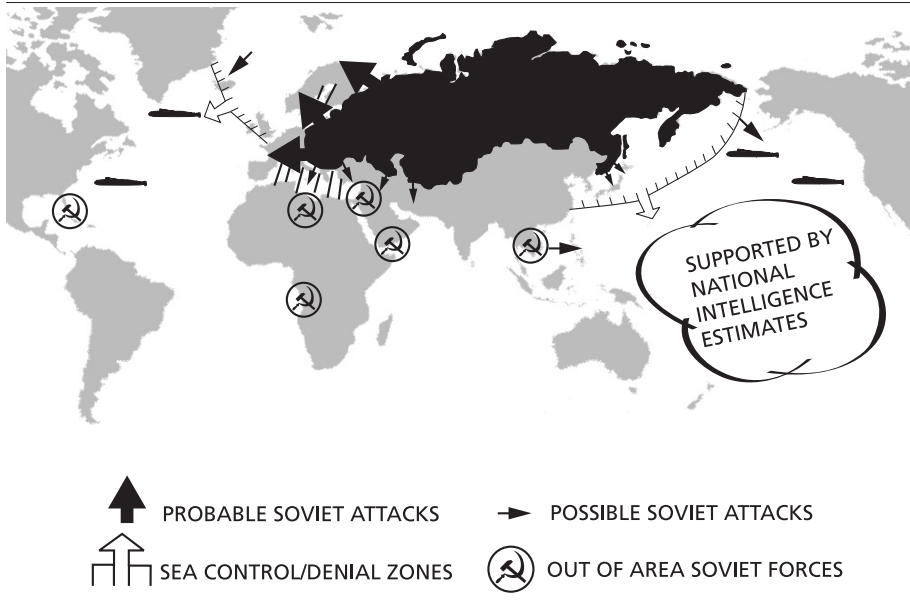 SUPPORTED BY
NATIONAL
INTELLIGENCE
ESTIMATES
PROBABLE SOVIET ATTACKS
POSSIBLE SOVIET ATTACKS
SEA CONTROL/DENIAL ZONES
OUT OF AREA SOVIET FORCES